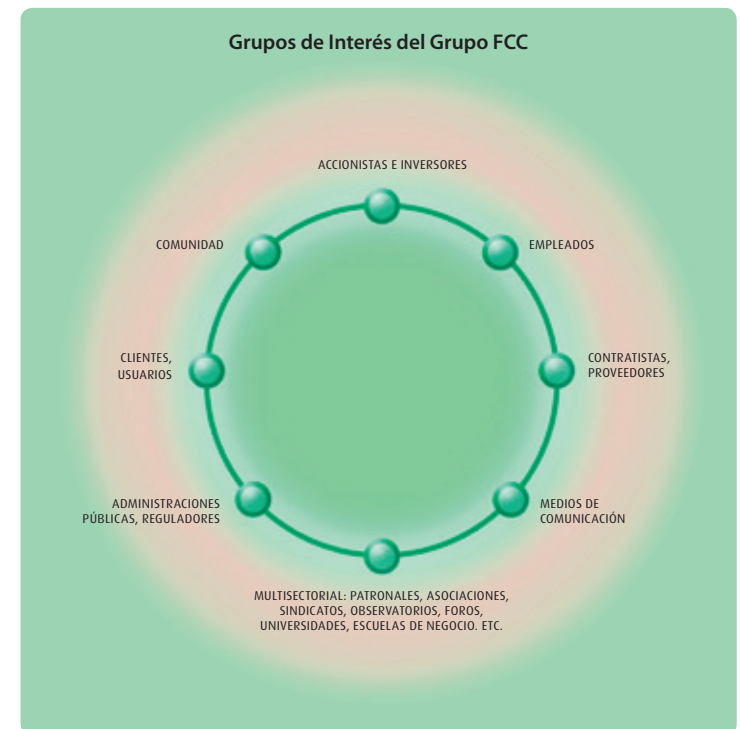 Grupos de Interés del Grupo FCC
ACCIONISTAS E INVERSORES
COMUNIDAD
EMPLEADOS
CLIENTES,
USUARIOS
CONTRATISTAS,
PROVEEDORES
ADMINISTRACIONES
PÚBLICAS, REGULADORES
MEDIOS DE
COMUNICACIÓN
MULTISECTORIAL: PATRONALES, ASOCIACIONES,
SINDICATOS, OBSERVATORIOS, FOROS,
UNIVERSIDADES, ESCUELAS DE NEGOCIO. ETC.